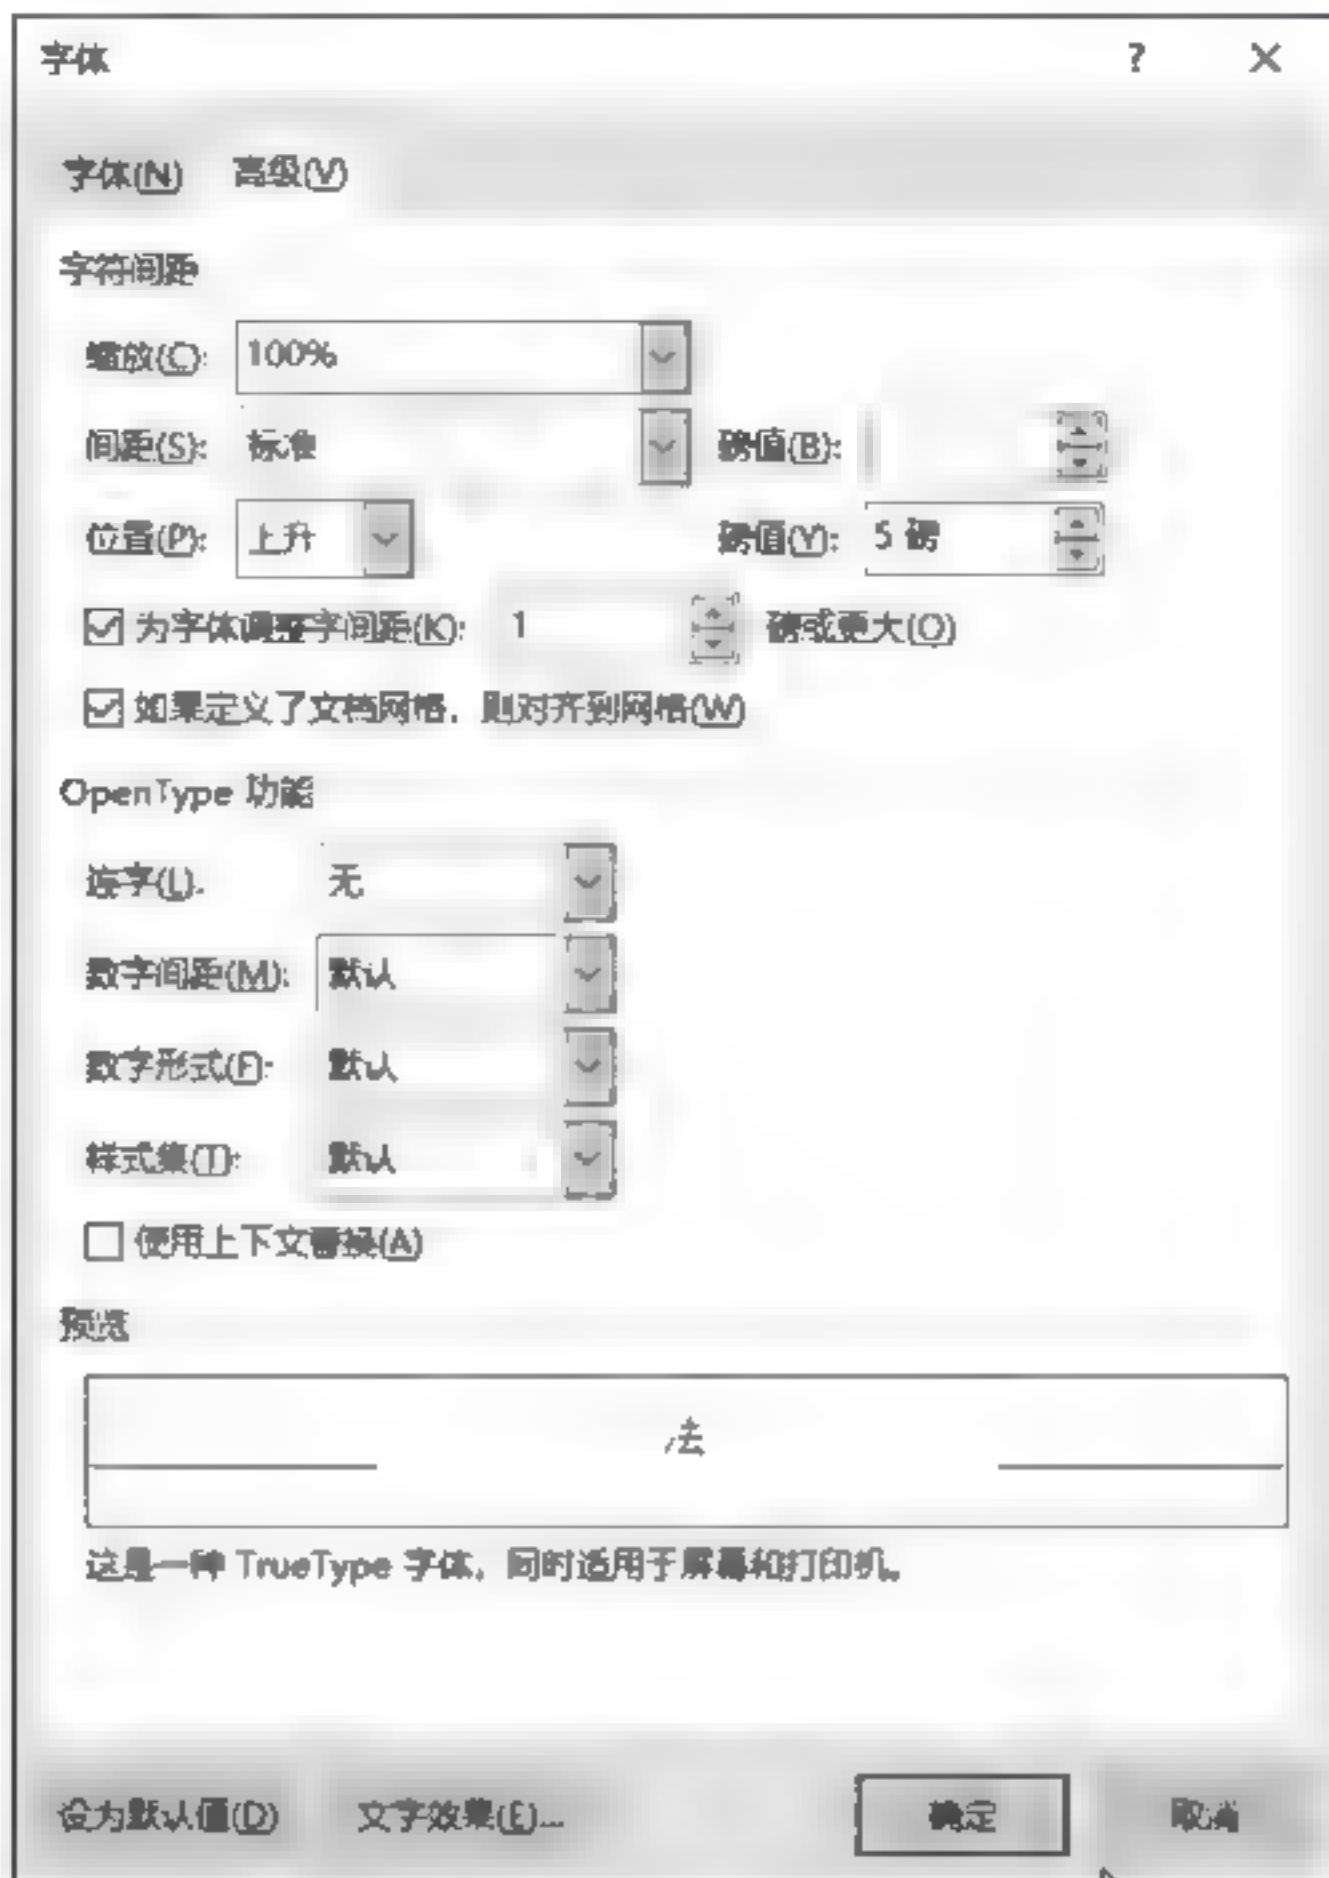 字体 ?
字体(N) 高级(V)
字符间距
缩放(C): 100%
间距(S): 标准 磅值(B):
位置(P): 上升 磅值(Y): 5 磅
为字体调整字间距(K): 1 磅或更大(O)
如果定义了文档网格，则对齐到网格(W)
OpenType 功能
连字(L): 无
数字间距(M): 默认
数字形式(F): 默认
样式集(T): 默认
使用上下文替换(A)
预览
法
这是一种 TrueType 字体，同时适用于屏幕和打印机。
设为默认值(D) 文字效果(E)... 确定 取消